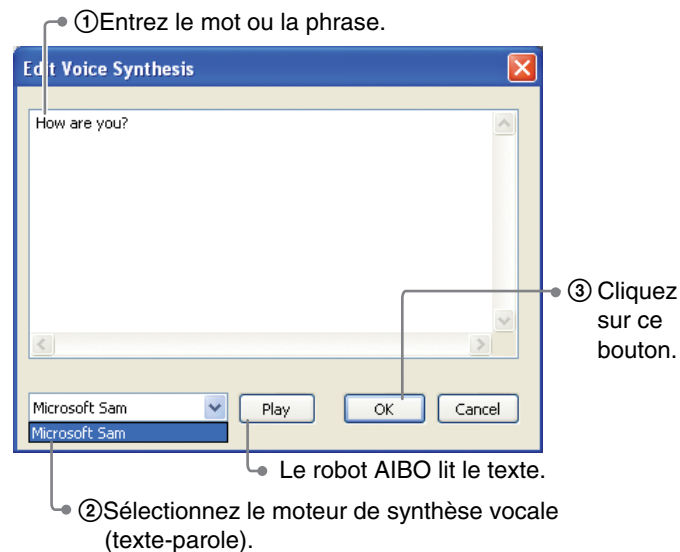 ①Entrez le mot ou la phrase.
Edit Voice Synthesis
How are you?
③ Cliquez
sur ce
bouton.
Microsoft Sam
Play
OK
Cancel
Microsoft Sam
Le robot AIBO lit le texte.
②Sélectionnez le moteur de synthèse vocale
(texte-parole).